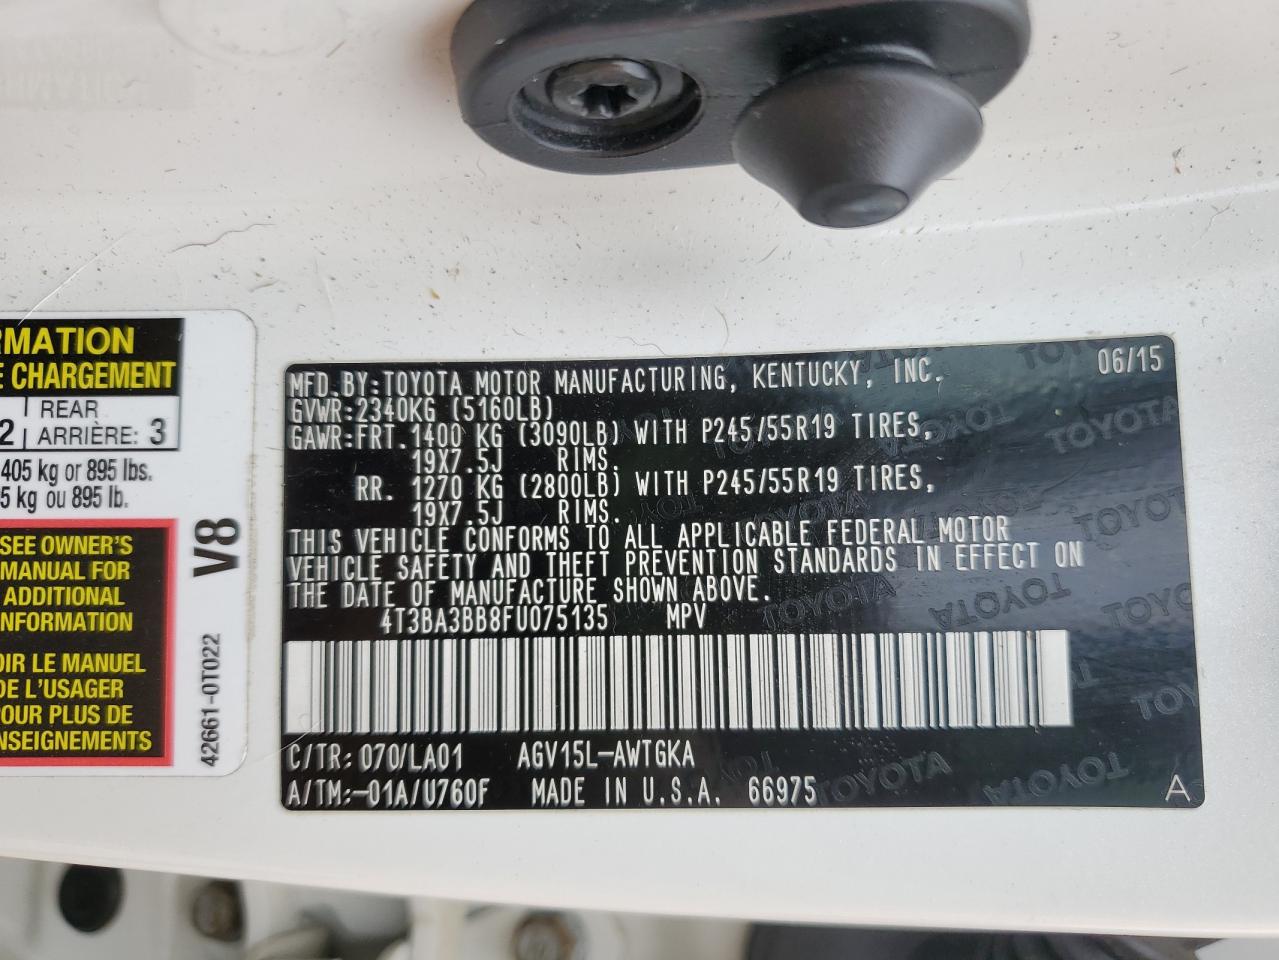 RMATION
E CHARGEMENT
2 REAR
ARRIÈRE: 3
405 kg or 895 lbs.
5 kg ou 895 lb.
SEE OWNER'S
MANUAL FOR
ADDITIONAL
NFORMATION
OIR LE MANUEL
DE L'USAGER
POUR PLUS DE
NSEIGNEMENTS
V8
42661-0T022
MFD. BY: TOYOTA MOTOR MANUFACTURING, KENTUCKY, INC. 06/15
GVWR: 2340KG (5160LB)
GAWR: FRT. 1400 KG (3090LB) WITH P245/55R19 TIRES,
19X7.5J RIMS.
RR. 1270 KG (2800LB) WITH P245/55R19 TIRES,
19X7.5J RIMS.
THIS VEHICLE CONFORMS TO ALL APPLICABLE FEDERAL MOTOR
VEHICLE SAFETY AND THEFT PREVENTION STANDARDS IN EFFECT ON
THE DATE OF MANUFACTURE SHOWN ABOVE.
4T3BA3BB8FU075135 MPV
C/TR: 070/LA01 AGV15L-AWTGKA
A/TM:-01A/U760F MADE IN U.S.A. 66975 A